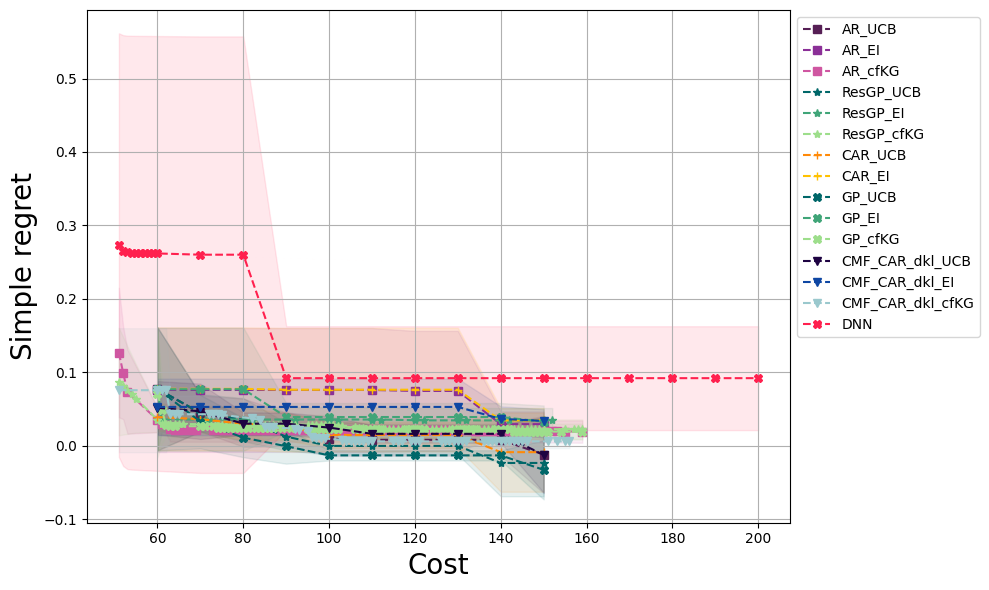 Simple regret
0.5
0.4
0.3
0.2
0.1
0.0
−0.1
60 80 100 120 140 160 180 200
Cost
AR_UCB
AR_EI
AR_cfKG
ResGP_UCB
ResGP_EI
ResGP_cfKG
CAR_UCB
CAR_EI
GP_UCB
GP_EI
GP_cfKG
CMF_CAR_dkl_UCB
CMF_CAR_dkl_EI
CMF_CAR_dkl_cfKG
DNN